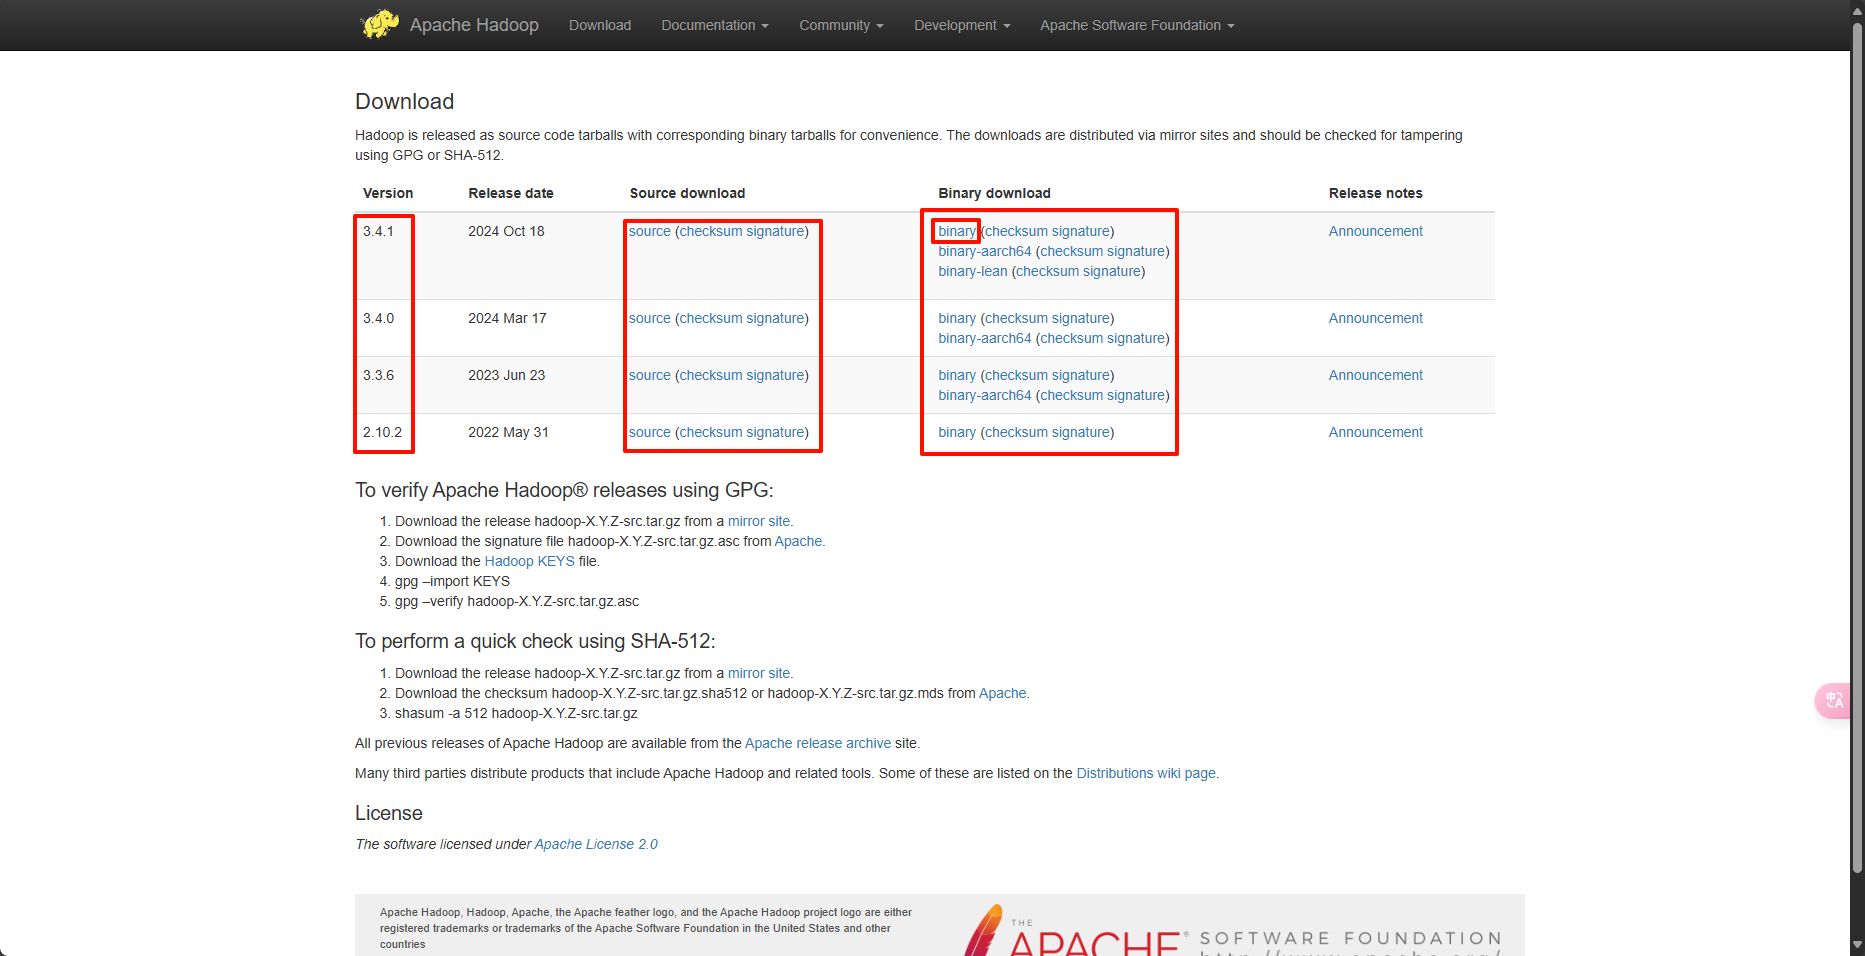 Apache Hadoop Download Documentation Community Development Apache Software Foundation
Download
Hadoop is released as source code tarballs with corresponding binary tarballs for convenience. The downloads are distributed via mirror sites and should be checked for tampering
using GPG or SHA-512.
Version Release date Source download Binary download Release notes
3.4.1 2024 Oct 18 source (checksum signature) binary (checksum signature) Announcement
binary-aarch64 (checksum signature)
binary-lean (checksum signature)
3.4.0 2024 Mar 17 source (checksum signature) binary (checksum signature) Announcement
binary-aarch64 (checksum signature)
3.3.6 2023 Jun 23 source (checksum signature) binary (checksum signature) Announcement
binary-aarch64 (checksum signature)
2.10.2 2022 May 31 source (checksum signature) binary (checksum signature) Announcement
To verify Apache Hadoop® releases using GPG:
1. Download the release hadoop-X.Y.Z-src.tar.gz from a mirror site.
2. Download the signature file hadoop-X.Y.Z-src.tar.gz.asc from Apache.
3. Download the Hadoop KEYS file.
4. gpg –import KEYS
5. gpg –verify hadoop-X.Y.Z-src.tar.gz.asc
To perform a quick check using SHA-512:
1. Download the release hadoop-X.Y.Z-src.tar.gz from a mirror site.
2. Download the checksum hadoop-X.Y.Z-src.tar.gz.sha512 or hadoop-X.Y.Z-src.tar.gz.mds from Apache.
3. shasum -a 512 hadoop-X.Y.Z-src.tar.gz
All previous releases of Apache Hadoop are available from the Apache release archive site.
Many third parties distribute products that include Apache Hadoop and related tools. Some of these are listed on the Distributions wiki page.
License
The software licensed under Apache License 2.0
Apache Hadoop, Hadoop, Apache, the Apache feather logo, and the Apache Hadoop project logo are either
registered trademarks or trademarks of the Apache Software Foundation in the United States and other
countries
THE
APACHE® SOFTWARE FOUNDATION
http://www.apache.org/